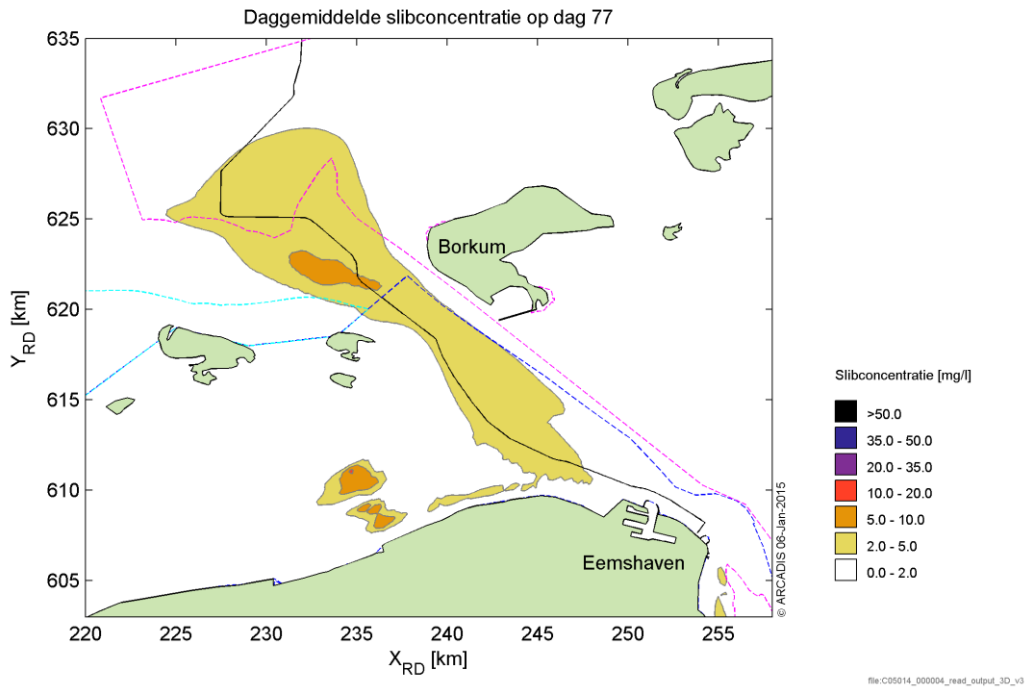 Daggemiddelde slibconcentratie op dag 77
635
630
625
620
615
610
605
Y_RD [km]
220
225
230
235
240
245
250
255
X_RD [km]
Borkum
Eemshaven
© ARCADIS 06-Jan-2015
Slibconcentratie [mg/l]
>50.0
35.0 - 50.0
20.0 - 35.0
10.0 - 20.0
5.0 - 10.0
2.0 - 5.0
0.0 - 2.0
file:C05014_000004_read_output_3D_v3